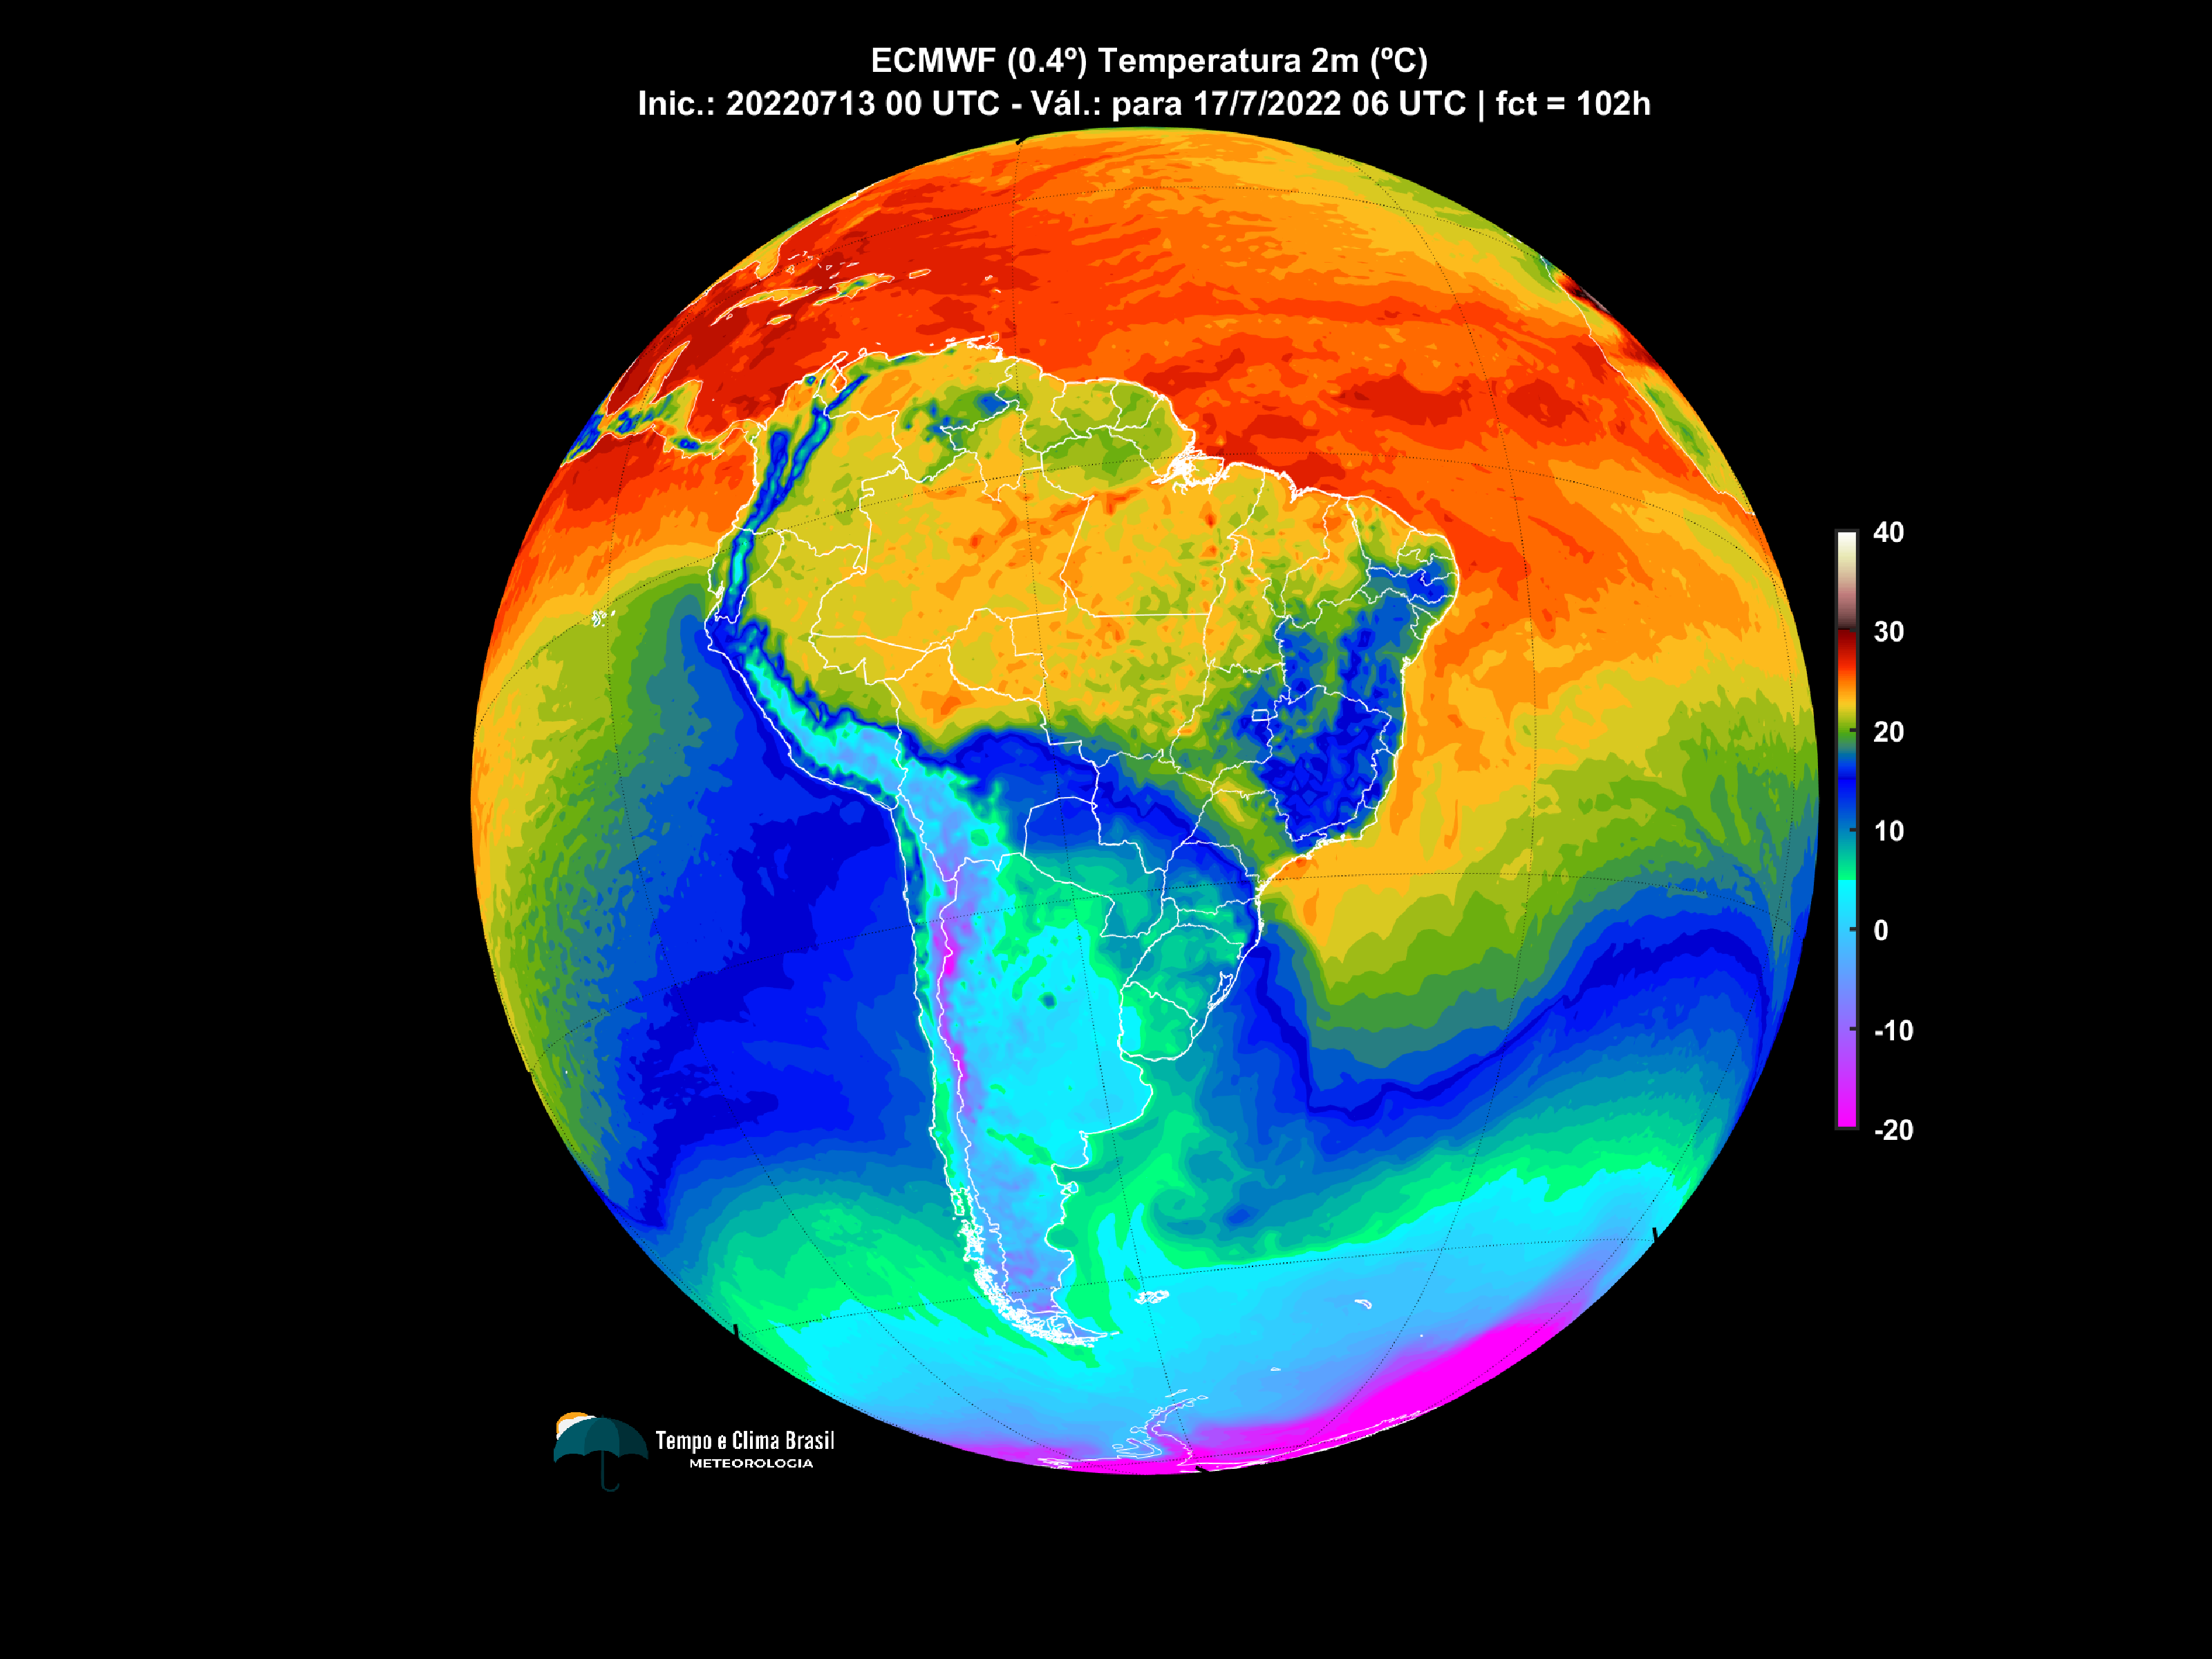 ECMWF (0.4º) Temperatura 2m (ºC)
Inic.: 20220713 00 UTC - Vál.: para 17/7/2022 06 UTC | fct = 102h
40
30
20
10
0
-10
-20
Tempo e Clima Brasil
METEOROLOGIA